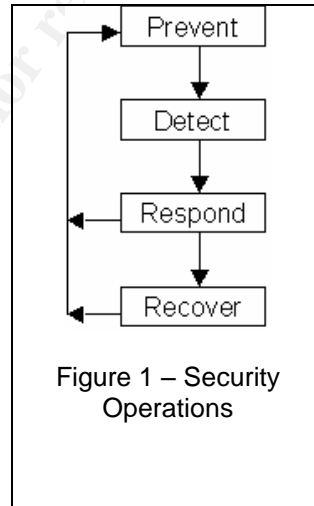 Prevent
Detect
Respond
Recover
Figure 1 – Security
Operations